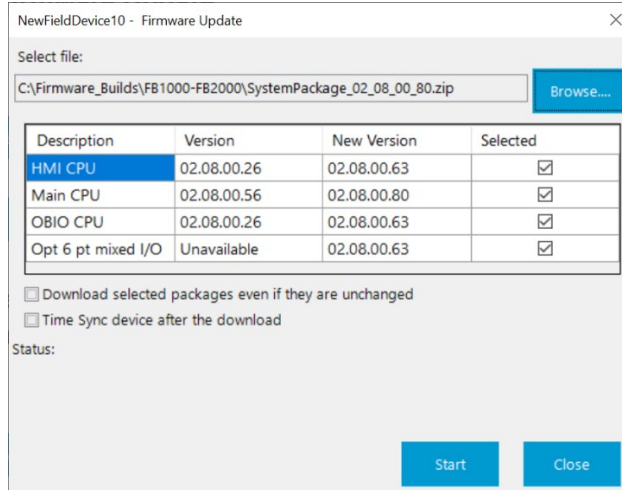 NewFieldDevice10 - Firmware Update
Select file:
C:\Firmware_Builds\FB1000-FB2000\SystemPackage_02_08_00_80.zip Browse....
Description Version New Version Selected
HMI CPU 02.08.00.26 02.08.00.63
Main CPU 02.08.00.56 02.08.00.80
OBIO CPU 02.08.00.26 02.08.00.63
Opt 6 pt mixed I/O Unavailable 02.08.00.63
Download selected packages even if they are unchanged
Time Sync device after the download
Status:
Start Close